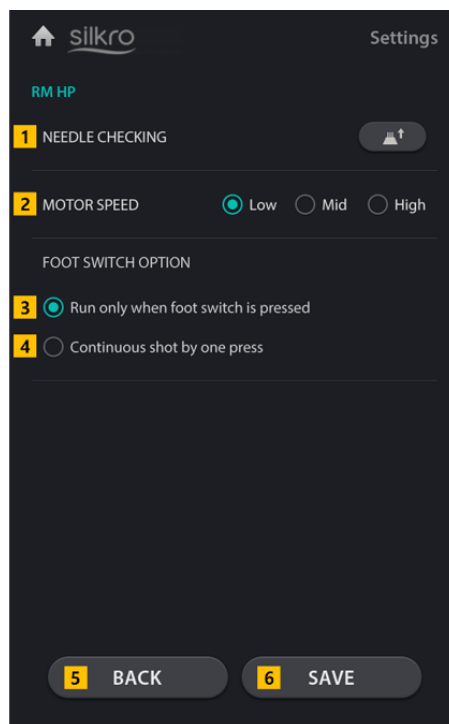 silkro Settings
RM HP
1 NEEDLE CHECKING
2 MOTOR SPEED Low Mid High
FOOT SWITCH OPTION
3 Run only when foot switch is pressed
4 Continuous shot by one press
5 BACK 6 SAVE